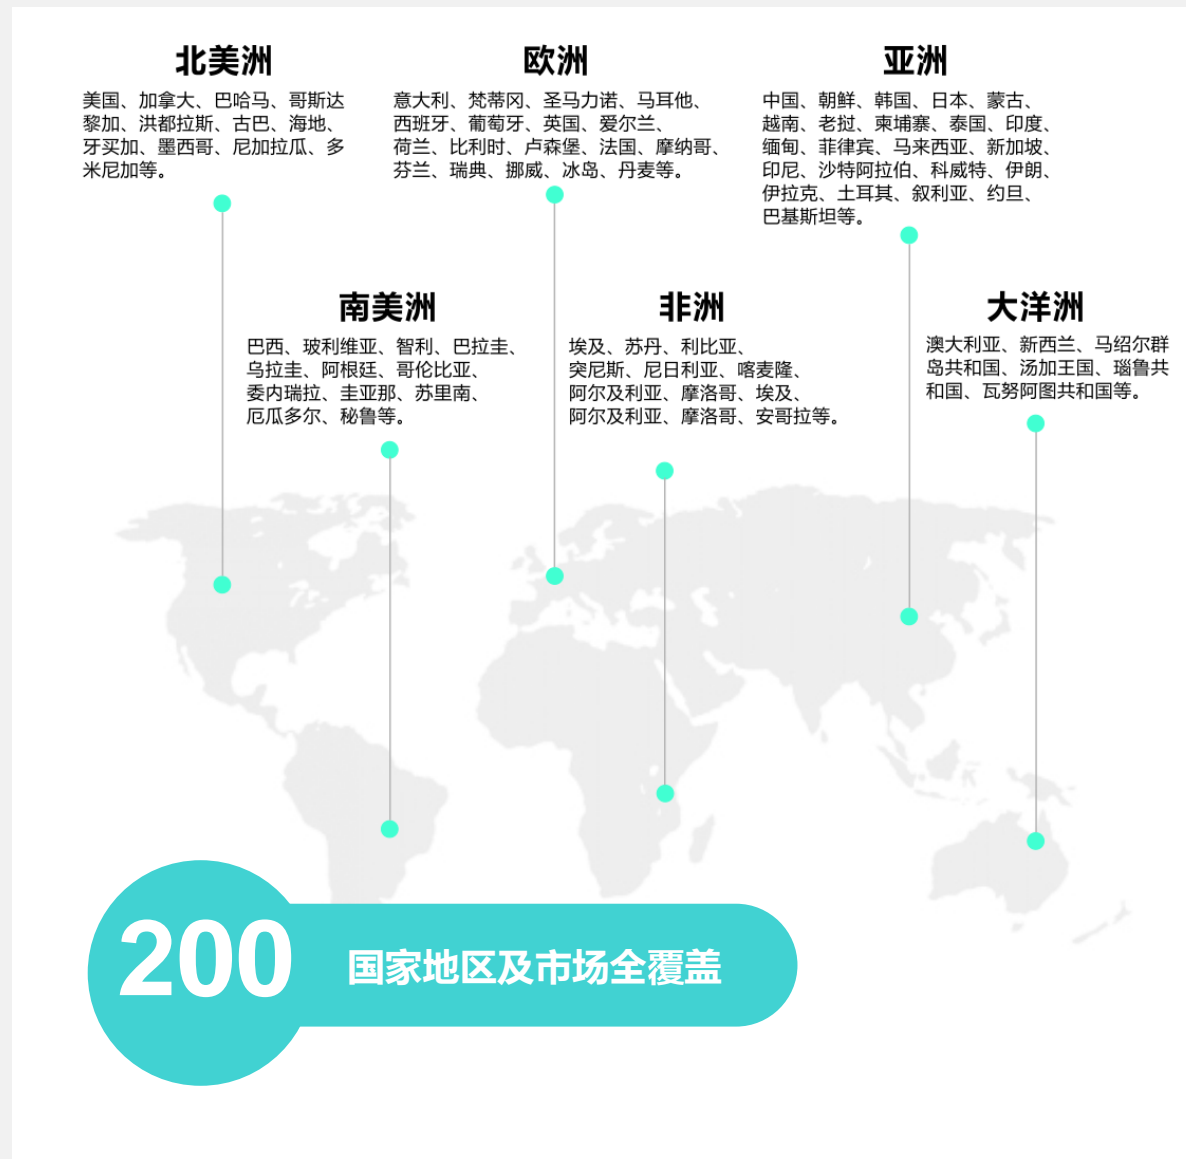 北美洲
美国、加拿大、巴哈马、哥斯达
黎加、洪都拉斯、古巴、海地、
牙买加、墨西哥、尼加拉瓜、多
米尼加等。
欧洲
意大利、梵蒂冈、圣马力诺、马耳他、
西班牙、葡萄牙、英国、爱尔兰、
荷兰、比利时、卢森堡、法国、摩纳哥、
芬兰、瑞典、挪威、冰岛、丹麦等。
亚洲
中国、朝鲜、韩国、日本、蒙古、
越南、老挝、柬埔寨、泰国、印度、
缅甸、菲律宾、马来西亚、新加坡、
印尼、沙特阿拉伯、科威特、伊朗、
伊拉克、土耳其、叙利亚、约旦、
巴基斯坦等。
南美洲
巴西、玻利维亚、智利、巴拉圭、
乌拉圭、阿根廷、哥伦比亚、
委内瑞拉、圭亚那、苏里南、
厄瓜多尔、秘鲁等。
非洲
埃及、苏丹、利比亚、
突尼斯、尼日利亚、喀麦隆、
阿尔及利亚、摩洛哥、埃及、
阿尔及利亚、摩洛哥、安哥拉等。
大洋洲
澳大利亚、新西兰、马绍尔群
岛共和国、汤加王国、瑙鲁共
和国、瓦努阿图共和国等。
200
国家地区及市场全覆盖